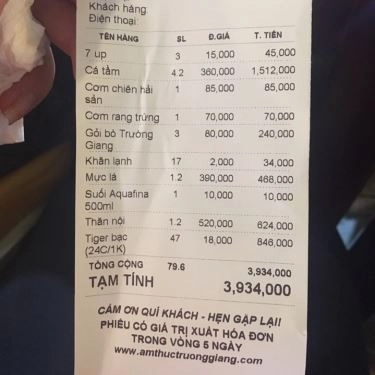 Khách hàng:
Điện thoại:
TÊN HÀNG SL Đ.GIÁ T. TIỀN
7 up 3 15,000 45,000
Cá tầm 4.2 360,000 1,512,000
Cơm chiên hải 1 85,000 85,000
sản
Cơm rang trứng 1 70,000 70,000
Gỏi bò Trường 3 80,000 240,000
Giang
Khăn lạnh 17 2,000 34,000
Mực lá 1.2 390,000 468,000
Suối Aquafina 1 10,000 10,000
500ml
Thăn nội 1.2 520,000 624,000
Tiger bạc 47 18,000 846,000
(24C/1K)
TỔNG CỘNG 79.6 3,934,000
TẠM TÍNH 3,934,000
CẢM ƠN QUÍ KHÁCH - HẸN GẶP LẠI!
PHIẾU CÓ GIÁ TRỊ XUẤT HÓA ĐƠN
TRONG VÒNG 5 NGÀY
www.amthuctruonggiang.com